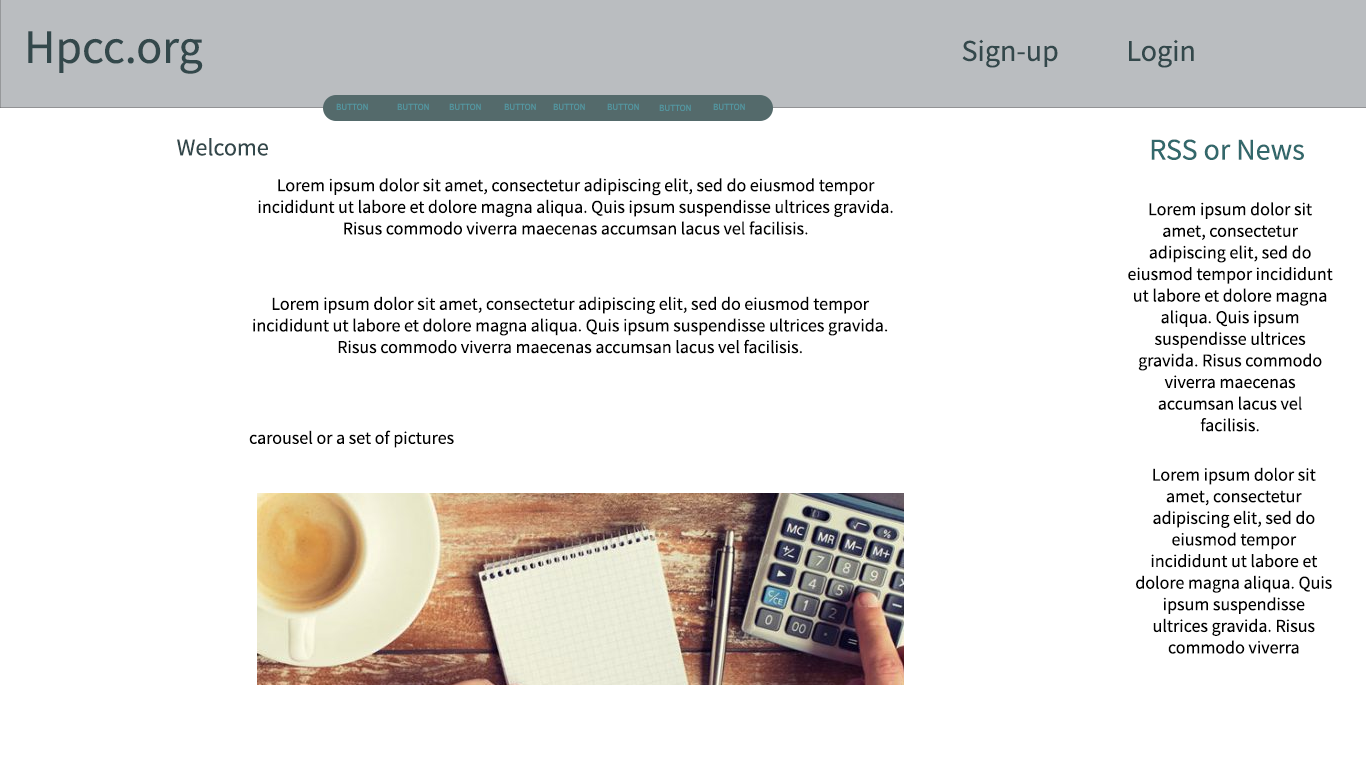 Hpcc.org
Sign-up Login
BUTTON BUTTON BUTTON BUTTON BUTTON BUTTON BUTTON BUTTON
Welcome
Lorem ipsum dolor sit amet, consectetur adipiscing elit, sed do eiusmod tempor
incididunt ut labore et dolore magna aliqua. Quis ipsum suspendisse ultrices gravida.
Risus commodo viverra maecenas accumsan lacus vel facilisis.
Lorem ipsum dolor sit amet, consectetur adipiscing elit, sed do eiusmod tempor
incididunt ut labore et dolore magna aliqua. Quis ipsum suspendisse ultrices gravida.
Risus commodo viverra maecenas accumsan lacus vel facilisis.
carousel or a set of pictures
MC MR M- M+
√ %
+/- 7 8 9
▶ 4 5
C/CE 1 2 −
0 00 · =
RSS or News
Lorem ipsum dolor sit
amet, consectetur
adipiscing elit, sed do
eiusmod tempor incididunt
ut labore et dolore magna
aliqua. Quis ipsum
suspendisse ultrices
gravida. Risus commodo
viverra maecenas
accumsan lacus vel
facilisis.
Lorem ipsum dolor sit
amet, consectetur
adipiscing elit, sed do
eiusmod tempor
incididunt ut labore et
dolore magna aliqua. Quis
ipsum suspendisse
ultrices gravida. Risus
commodo viverra